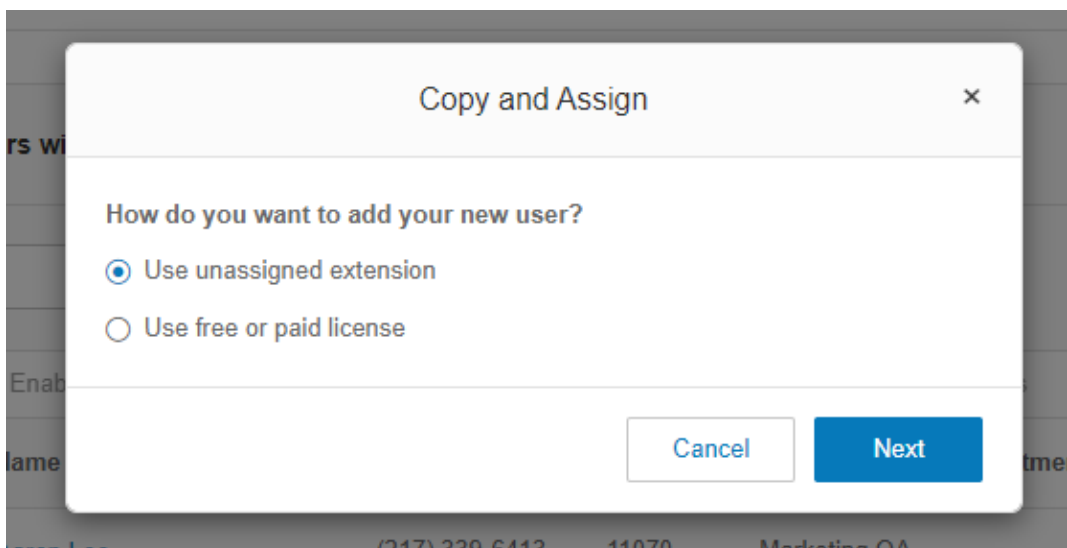 Copy and Assign ×
rs wi
How do you want to add your new user?
Use unassigned extension
Use free or paid license
Enab
Cancel
Next
lame
tme
(217) 339-6413 11070 Marketing QA